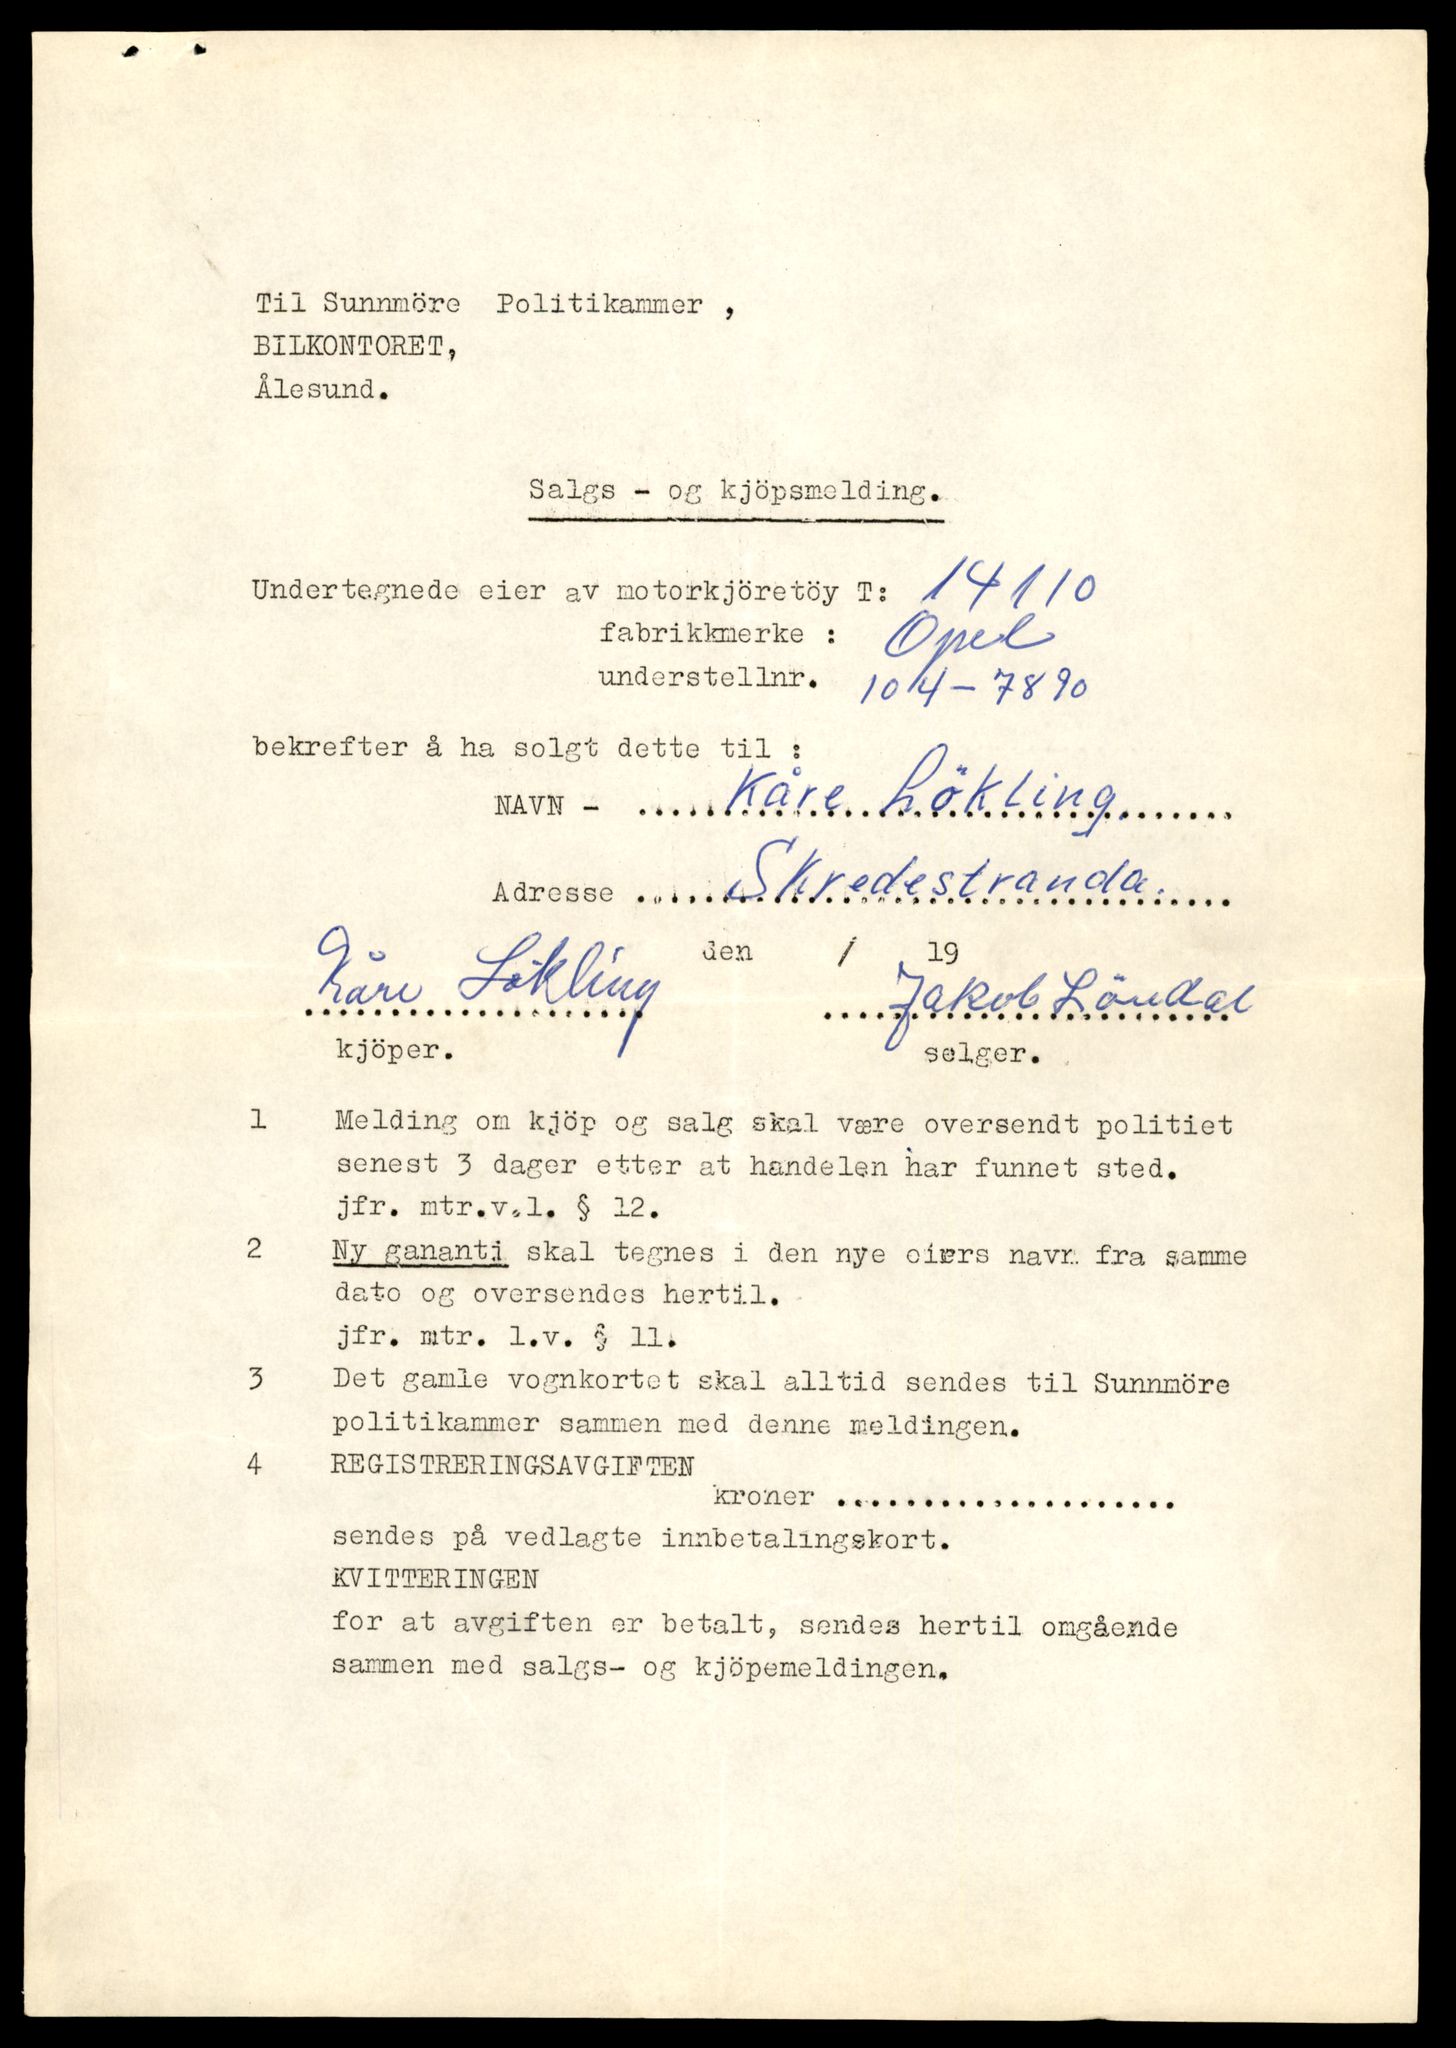 Til Sunnmöre Politikammer ,
BILKONTORET,
Ålesund.
Salgs - og kjöpsmelding.
Undertegnede eier av motorkjöretöy T: 14110
fabrikkmerke : Opel
understellnr. 104-7890
bekrefter å ha solgt dette til :
NAVN - ..... Kåre Lökling .....
Adresse ..... Skredestranda. .....
den / 19
Kåre Lökling Jakob Löndal
kjöper. selger.
1 Melding om kjöp og salg skal være oversendt politiet
senest 3 dager etter at handelen har funnet sted.
jfr. mtr.v.l. § 12.
2 Ny gananti skal tegnes i den nye eiers navn fra samme
dato og oversendes hertil.
jfr. mtr. l.v. § 11.
3 Det gamle vognkortet skal alltid sendes til Sunnmöre
politikammer sammen med denne meldingen.
4 REGISTRERINGSAVGIFTEN
kroner ....................
sendes på vedlagte innbetalingskort.
KVITTERINGEN
for at avgiften er betalt, sendes hertil omgående
sammen med salgs- og kjöpemeldingen.